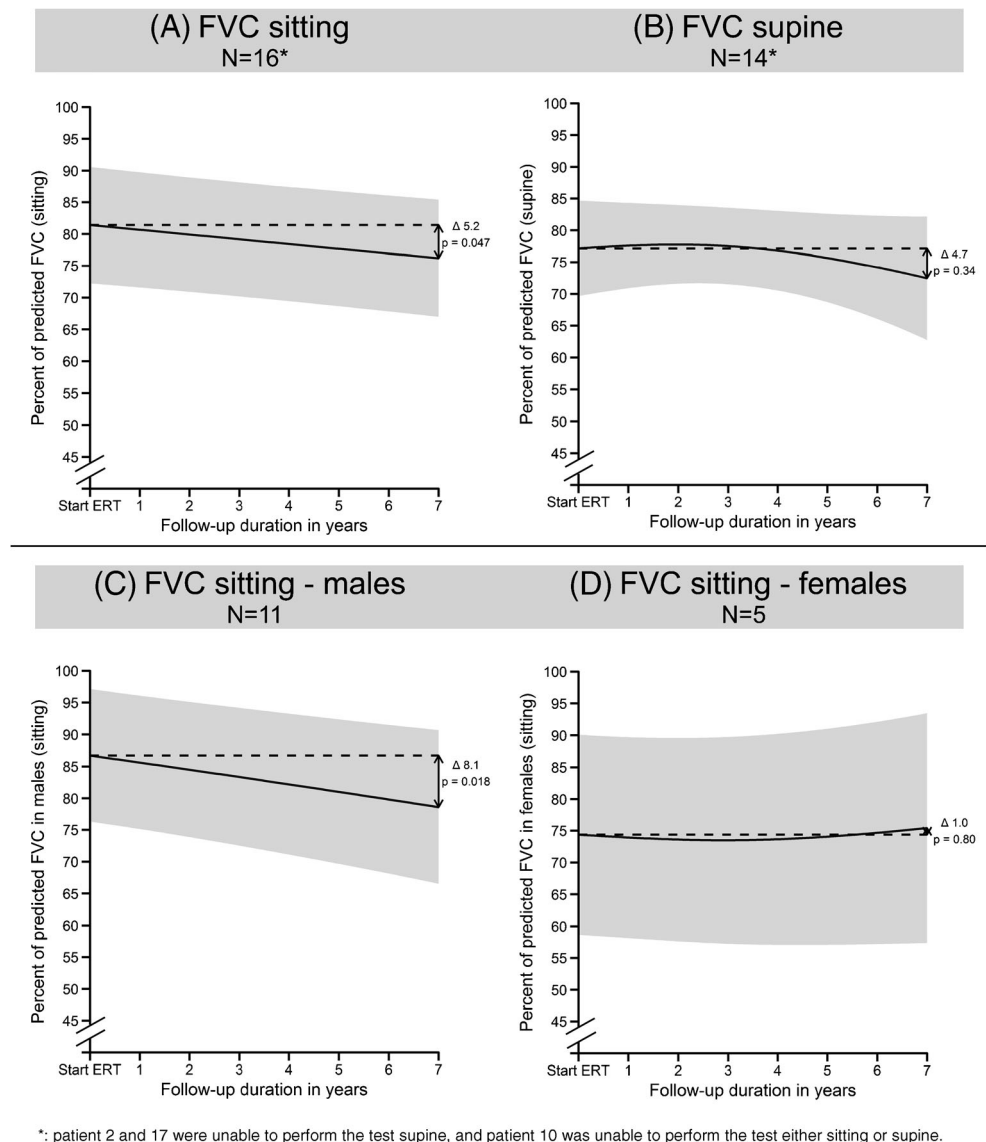 (A) FVC sitting
N=16*
(B) FVC supine
N=14*
Percent of predicted FVC (sitting)
100
95
90
85
80
75
70
65
60
55
50
45
Δ 5.2
p = 0.047
Start ERT 1 2 3 4 5 6 7
Follow-up duration in years
Percent of predicted FVC (supine)
100
95
90
85
80
75
70
65
60
55
50
45
Δ 4.7
p = 0.34
Start ERT 1 2 3 4 5 6 7
Follow-up duration in years
(C) FVC sitting - males
N=11
(D) FVC sitting - females
N=5
Percent of predicted FVC in males (sitting)
100
95
90
85
80
75
70
65
60
55
50
45
Δ 8.1
p = 0.018
Start ERT 1 2 3 4 5 6 7
Follow-up duration in years
Percent of predicted FVC in females (sitting)
100
95
90
85
80
75
70
65
60
55
50
45
Δ 1.0
p = 0.80
Start ERT 1 2 3 4 5 6 7
Follow-up duration in years
*: patient 2 and 17 were unable to perform the test supine, and patient 10 was unable to perform the test either sitting or supine.